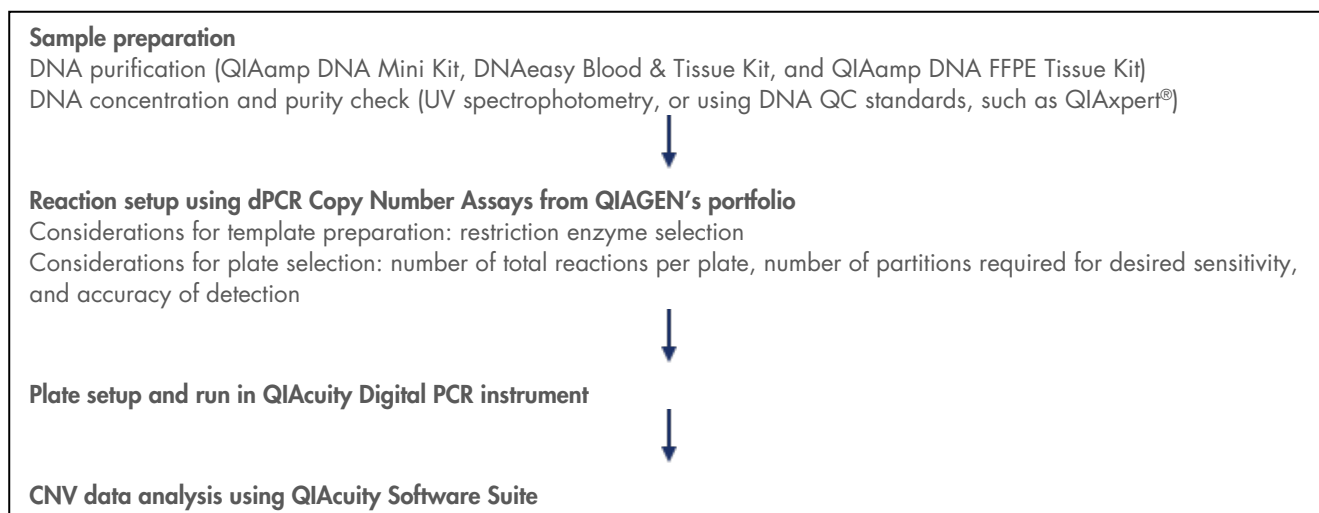 Sample preparation
DNA purification (QIAamp DNA Mini Kit, DNAeasy Blood & Tissue Kit, and QIAamp DNA FFPE Tissue Kit)
DNA concentration and purity check (UV spectrophotometry, or using DNA QC standards, such as QIAxpert®)
Reaction setup using dPCR Copy Number Assays from QIAGEN’s portfolio
Considerations for template preparation: restriction enzyme selection
Considerations for plate selection: number of total reactions per plate, number of partitions required for desired sensitivity,
and accuracy of detection
Plate setup and run in QIAcuity Digital PCR instrument
CNV data analysis using QIAcuity Software Suite